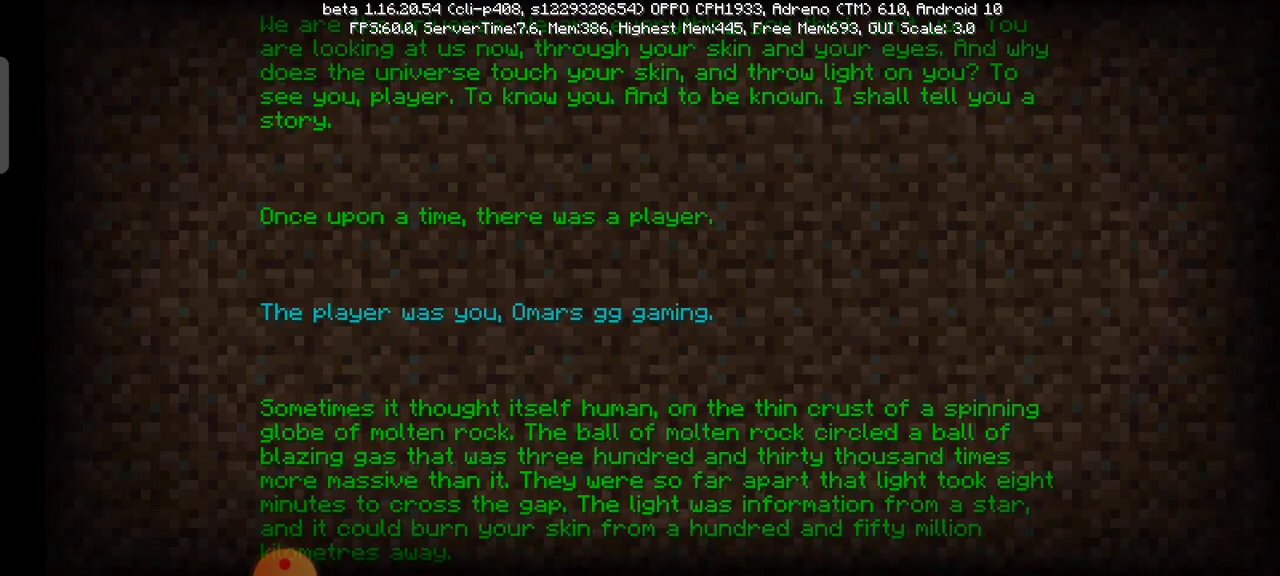 beta 1.16.20.54 (cli-p408, s1229328654) OPPO CPH1933, Adreno (TM) 610, Android 10
FPS:60.0, ServerTime:7.6, Mem:386, Highest Mem:445, Free Mem:693, GUI Scale: 3.0
We are You
are looking at us now, through your skin and your eyes. And why
does the universe touch your skin, and throw light on you? To
see you, player. To know you. And to be known. I shall tell you a
story.
Once upon a time, there was a player.
The player was you, Omars gg gaming.
Sometimes it thought itself human, on the thin crust of a spinning
globe of molten rock. The ball of molten rock circled a ball of
blazing gas that was three hundred and thirty thousand times
more massive than it. They were so far apart that light took eight
minutes to cross the gap. The light was information from a star,
and it could burn your skin from a hundred and fifty million
kilometres away.